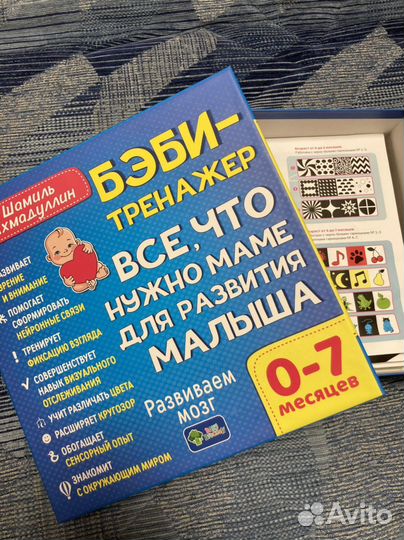 Шамиль
Ахмадуллин
БЭБИ-
ТРЕНАЖЕР
ВСЕ, ЧТО
НУЖНО МАМЕ
ДЛЯ РАЗВИТИЯ
МАЛЫША
РАЗВИВАЕТ
ЗРЕНИЕ
И ВНИМАНИЕ
ПОМОГАЕТ
СФОРМИРОВАТЬ
НЕЙРОННЫЕ СВЯЗИ
ТРЕНИРУЕТ
ФИКСАЦИЮ ВЗГЛЯДА
СОВЕРШЕНСТВУЕТ
НАВЫК ВИЗУАЛЬНОГО
ОТСЛЕЖИВАНИЯ
УЧИТ РАЗЛИЧАТЬ ЦВЕТА
РАСШИРЯЕТ КРУГОЗОР
ОБОГАЩАЕТ
СЕНСОРНЫЙ ОПЫТ
ЗНАКОМИТ
С ОКРУЖАЮЩИМ МИРОМ
Развиваем
МОЗГ
0-7
месяцев
Avito